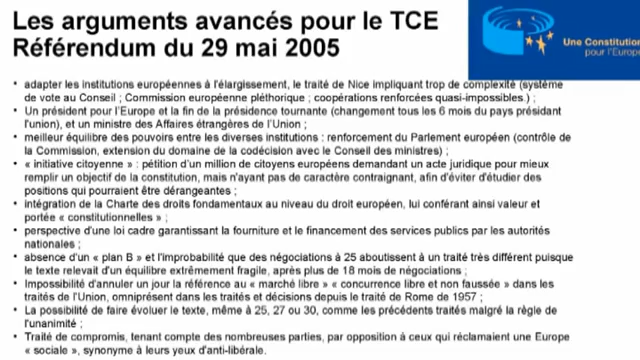 Les arguments avancés pour le TCE
Référendum du 29 mai 2005
Une Constitution
pour l'Europe
• adapter les institutions européennes à l'élargissement, le traité de Nice impliquant trop de complexité (système
de vote au Conseil ; Commission européenne pléthorique ; coopérations renforcées quasi-impossibles.) ;
• Un président pour l'Europe et la fin de la présidence tournante (changement tous les 6 mois du pays présidant
l'union), et un ministre des Affaires étrangères de l'Union ;
• meilleur équilibre des pouvoirs entre les diverses institutions : renforcement du Parlement européen (contrôle de
la Commission, extension du domaine de la codécision avec le Conseil des ministres) ;
• « initiative citoyenne » : pétition d'un million de citoyens européens demandant un acte juridique pour mieux
remplir un objectif de la constitution, mais n'ayant pas de caractère contraignant, afin d'éviter d'étudier des
positions qui pourraient être dérangeantes ;
• intégration de la Charte des droits fondamentaux au niveau du droit européen, lui conférant ainsi valeur et
portée « constitutionnelles » ;
• perspective d'une loi cadre garantissant la fourniture et le financement des services publics par les autorités
nationales ;
• absence d'un « plan B » et l'improbabilité que des négociations à 25 aboutissent à un traité très différent puisque
le texte relevait d'un équilibre extrêmement fragile, après plus de 18 mois de négociations ;
• Impossibilité d'annuler un jour la référence au « marché libre » « concurrence libre et non faussée » dans les
traités de l'Union, omniprésent dans les traités et décisions depuis le traité de Rome de 1957 ;
• La possibilité de faire évoluer le texte, même à 25, 27 ou 30, comme les précédents traités malgré la règle de
l'unanimité ;
• Traité de compromis, tenant compte des nombreuses parties, par opposition à ceux qui réclamaient une Europe
« sociale », synonyme à leurs yeux d'anti-libérale.